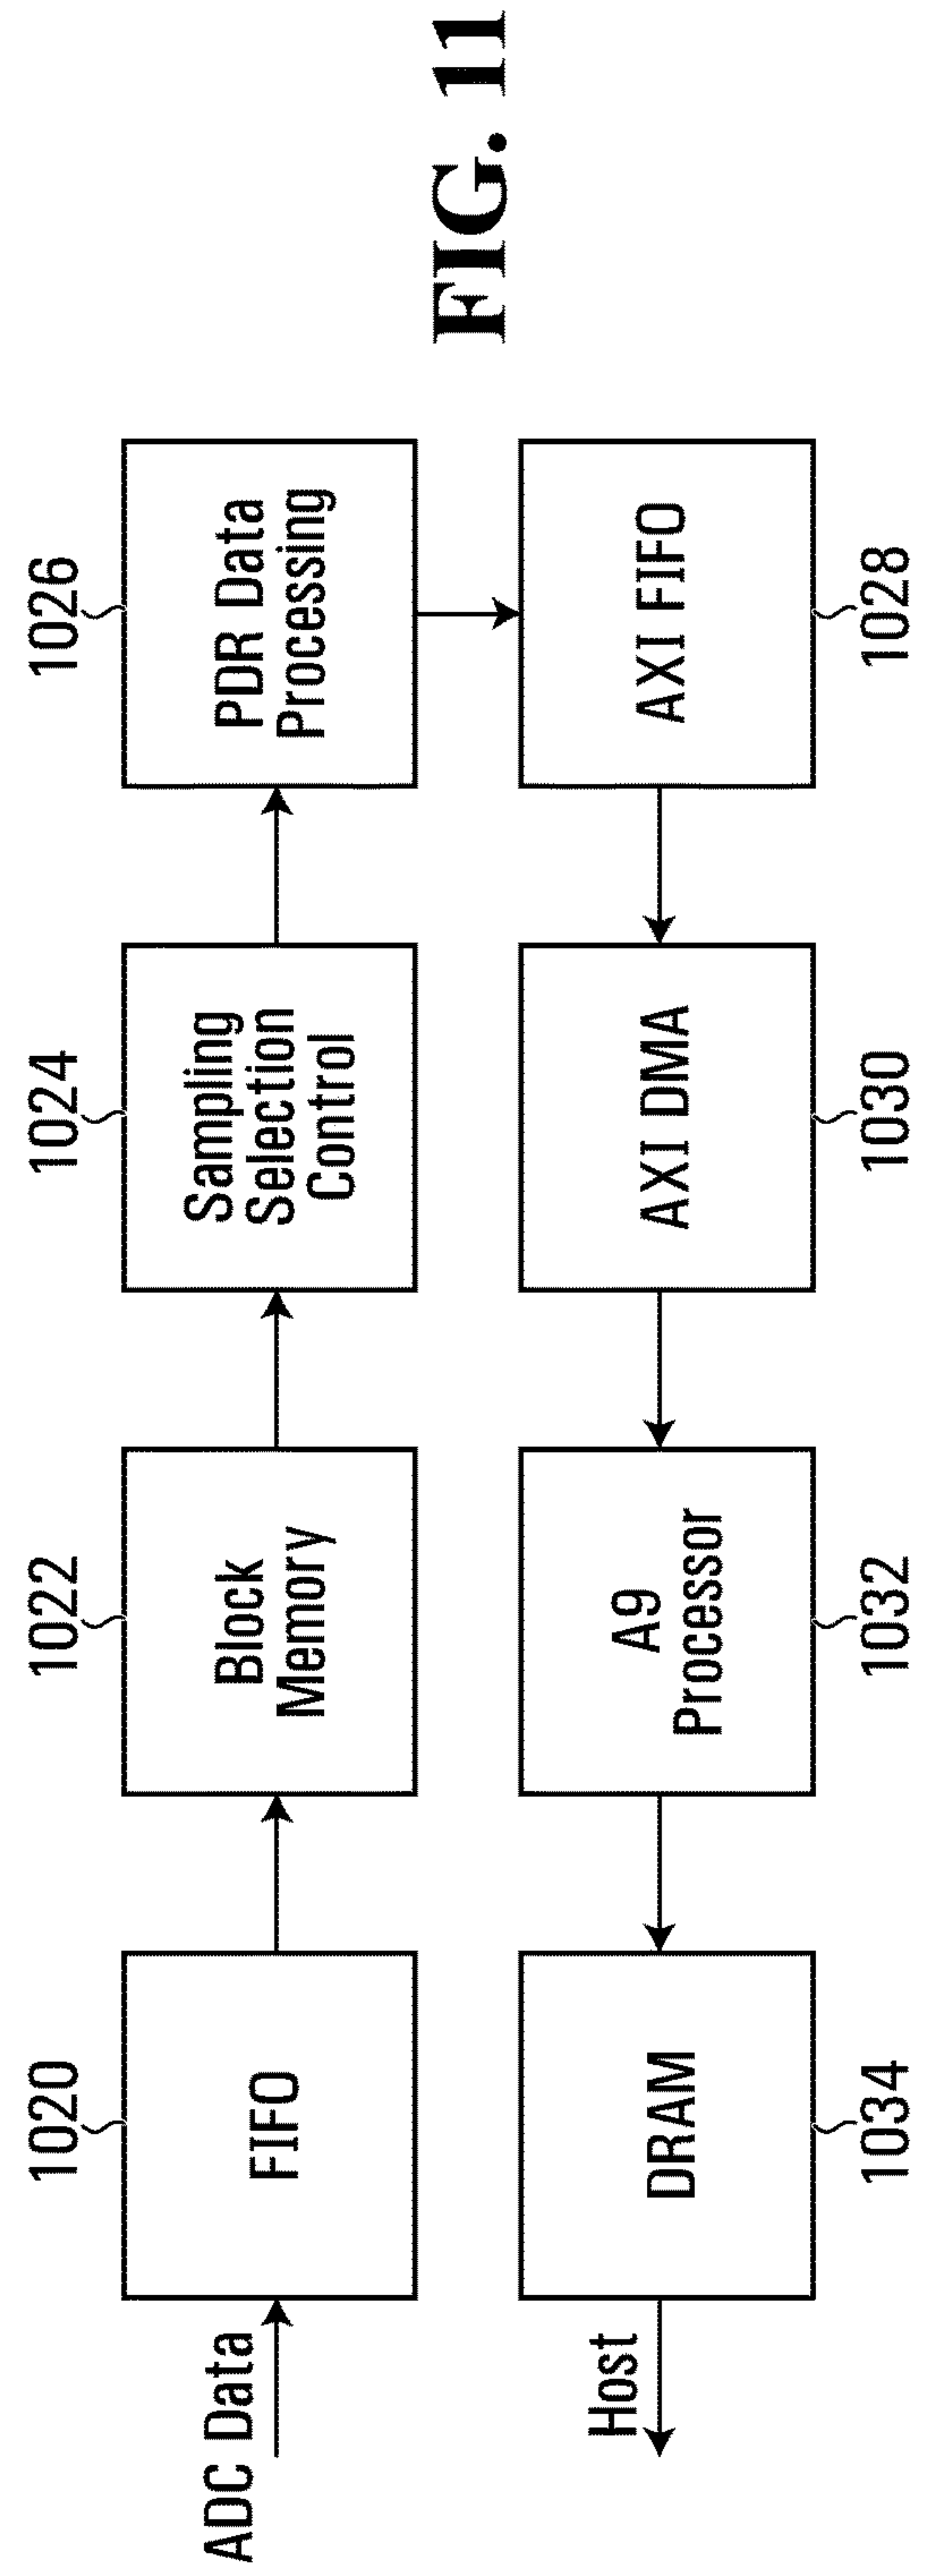 1020
1022
1024
1026
ADC Data
FIFO
Block
Memory
Sampling
Selection
Control
PDR Data
Processing
Host
DRAM
A9
Processor
AXI DMA
AXI FIFO
1034
1032
1030
1028
FIG. 11